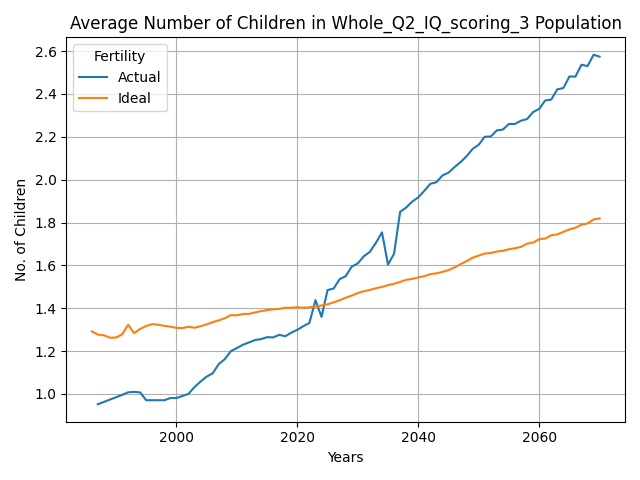 Average Number of Children in Whole_Q2_IQ_scoring_3 Population
Fertility
Actual
Ideal
No. of Children
2.6
2.4
2.2
2.0
1.8
1.6
1.4
1.2
1.0
2000 2020 2040 2060
Years